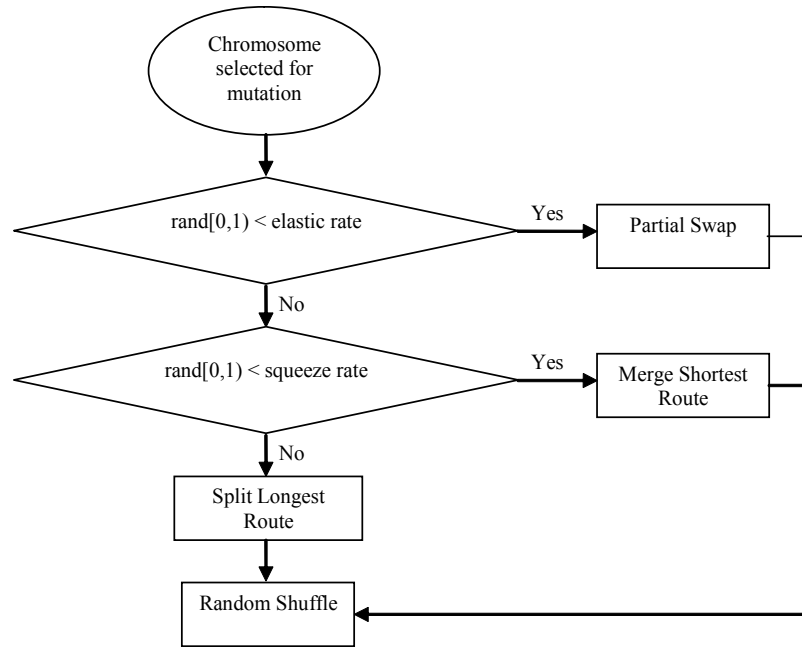 Chromosome
selected for
mutation
rand[0,1) < elastic rate
Yes
Partial Swap
No
rand[0,1) < squeeze rate
Yes
Merge Shortest
Route
No
Split Longest
Route
Random Shuffle